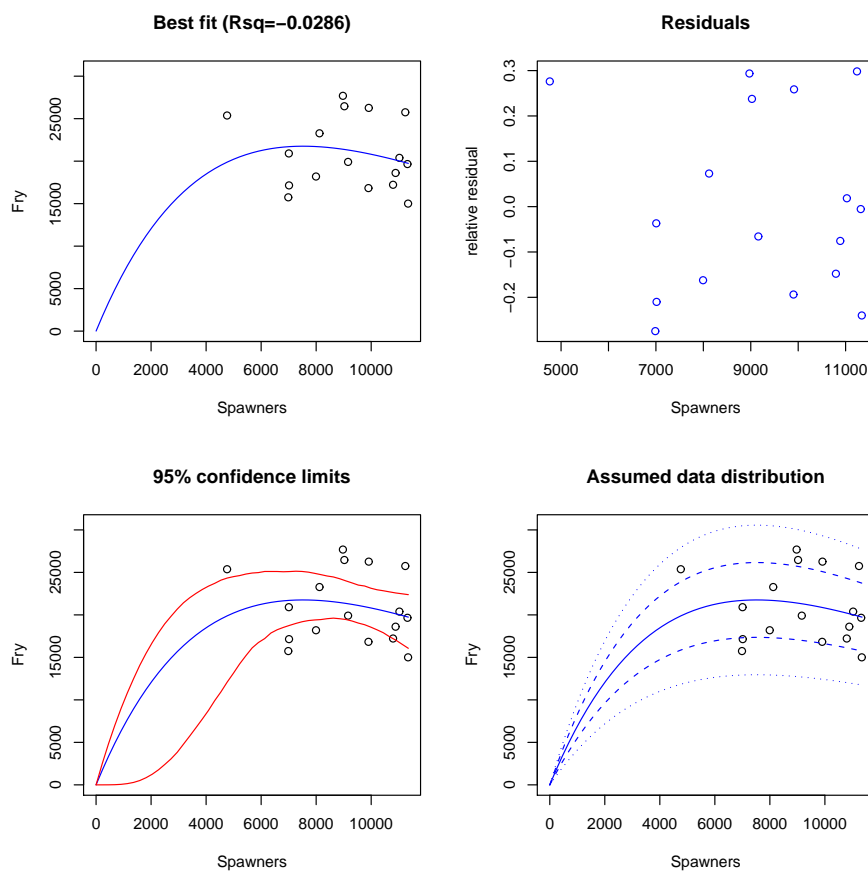 Best fit (Rsq=−0.0286)
Fry
0
5000
15000
25000
0 2000 4000 6000 8000 10000
Spawners
Residuals
relative residual
−0.2
−0.1
0.0
0.1
0.2
0.3
5000 7000 9000 11000
Spawners
95% confidence limits
Fry
0
5000
15000
25000
0 2000 4000 6000 8000 10000
Spawners
Assumed data distribution
Fry
0
5000
15000
25000
0 2000 4000 6000 8000 10000
Spawners